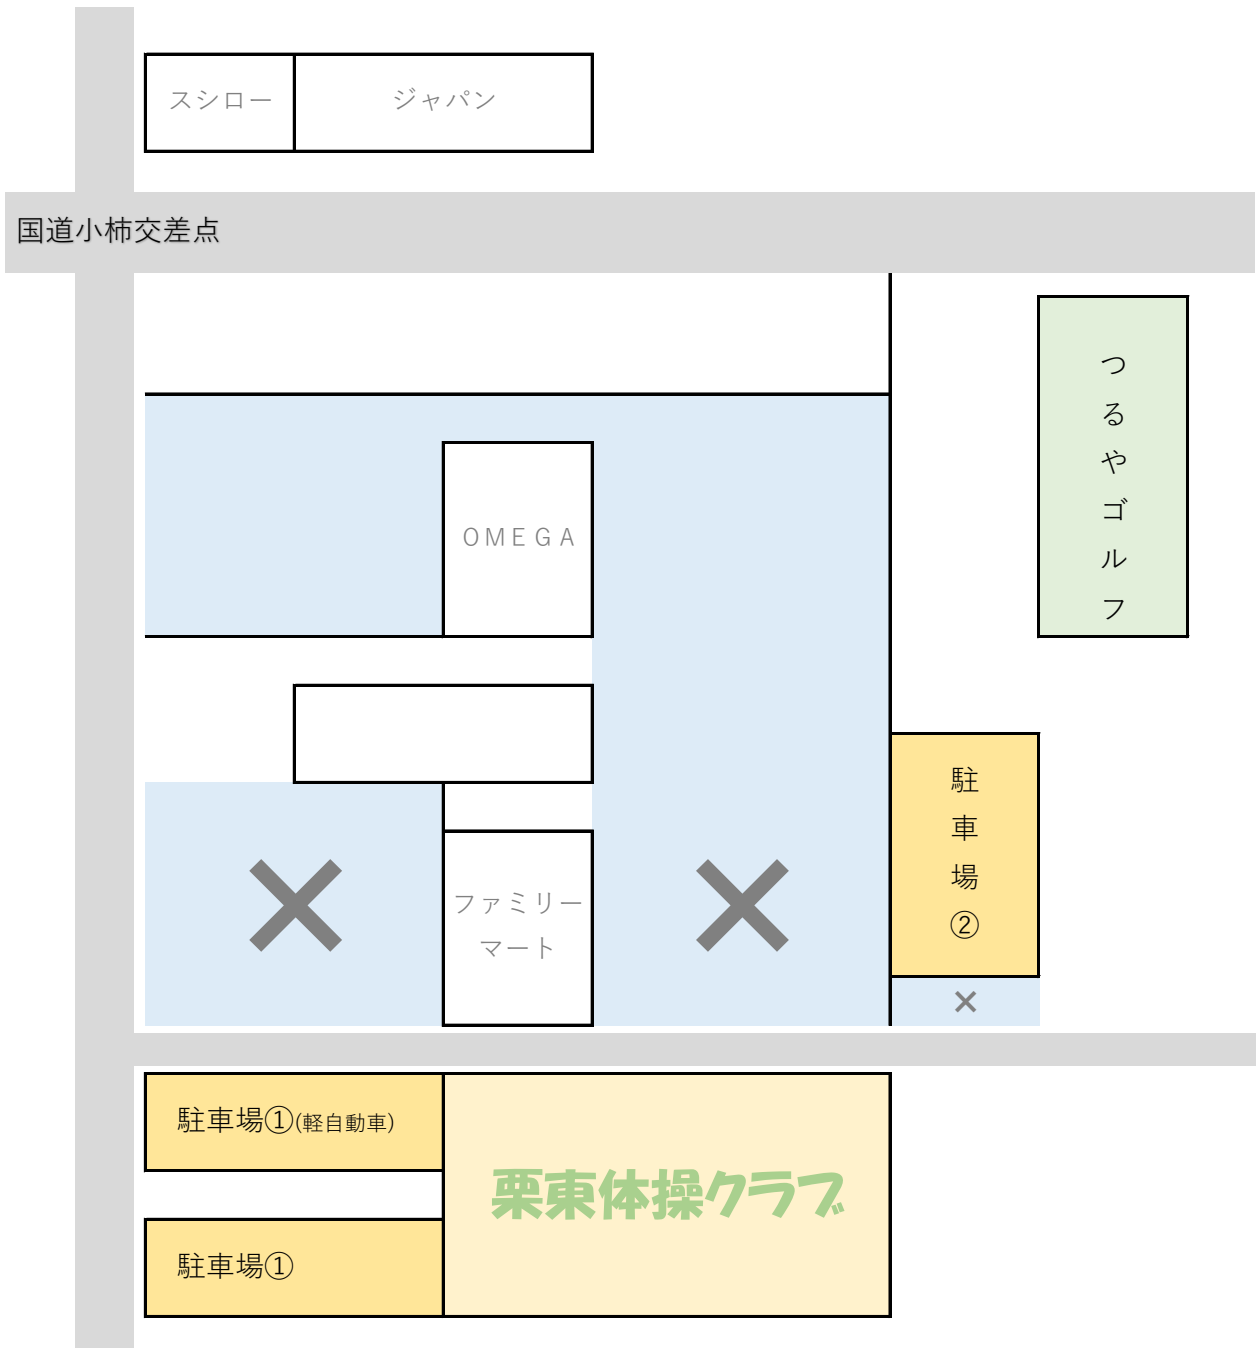 スシロー
ジャパン
国道小柿交差点
つるやゴルフ
ＯＭＥＧＡ
駐車場②
ファミリー
マート
駐車場①(軽自動車)
栗東体操クラブ
駐車場①